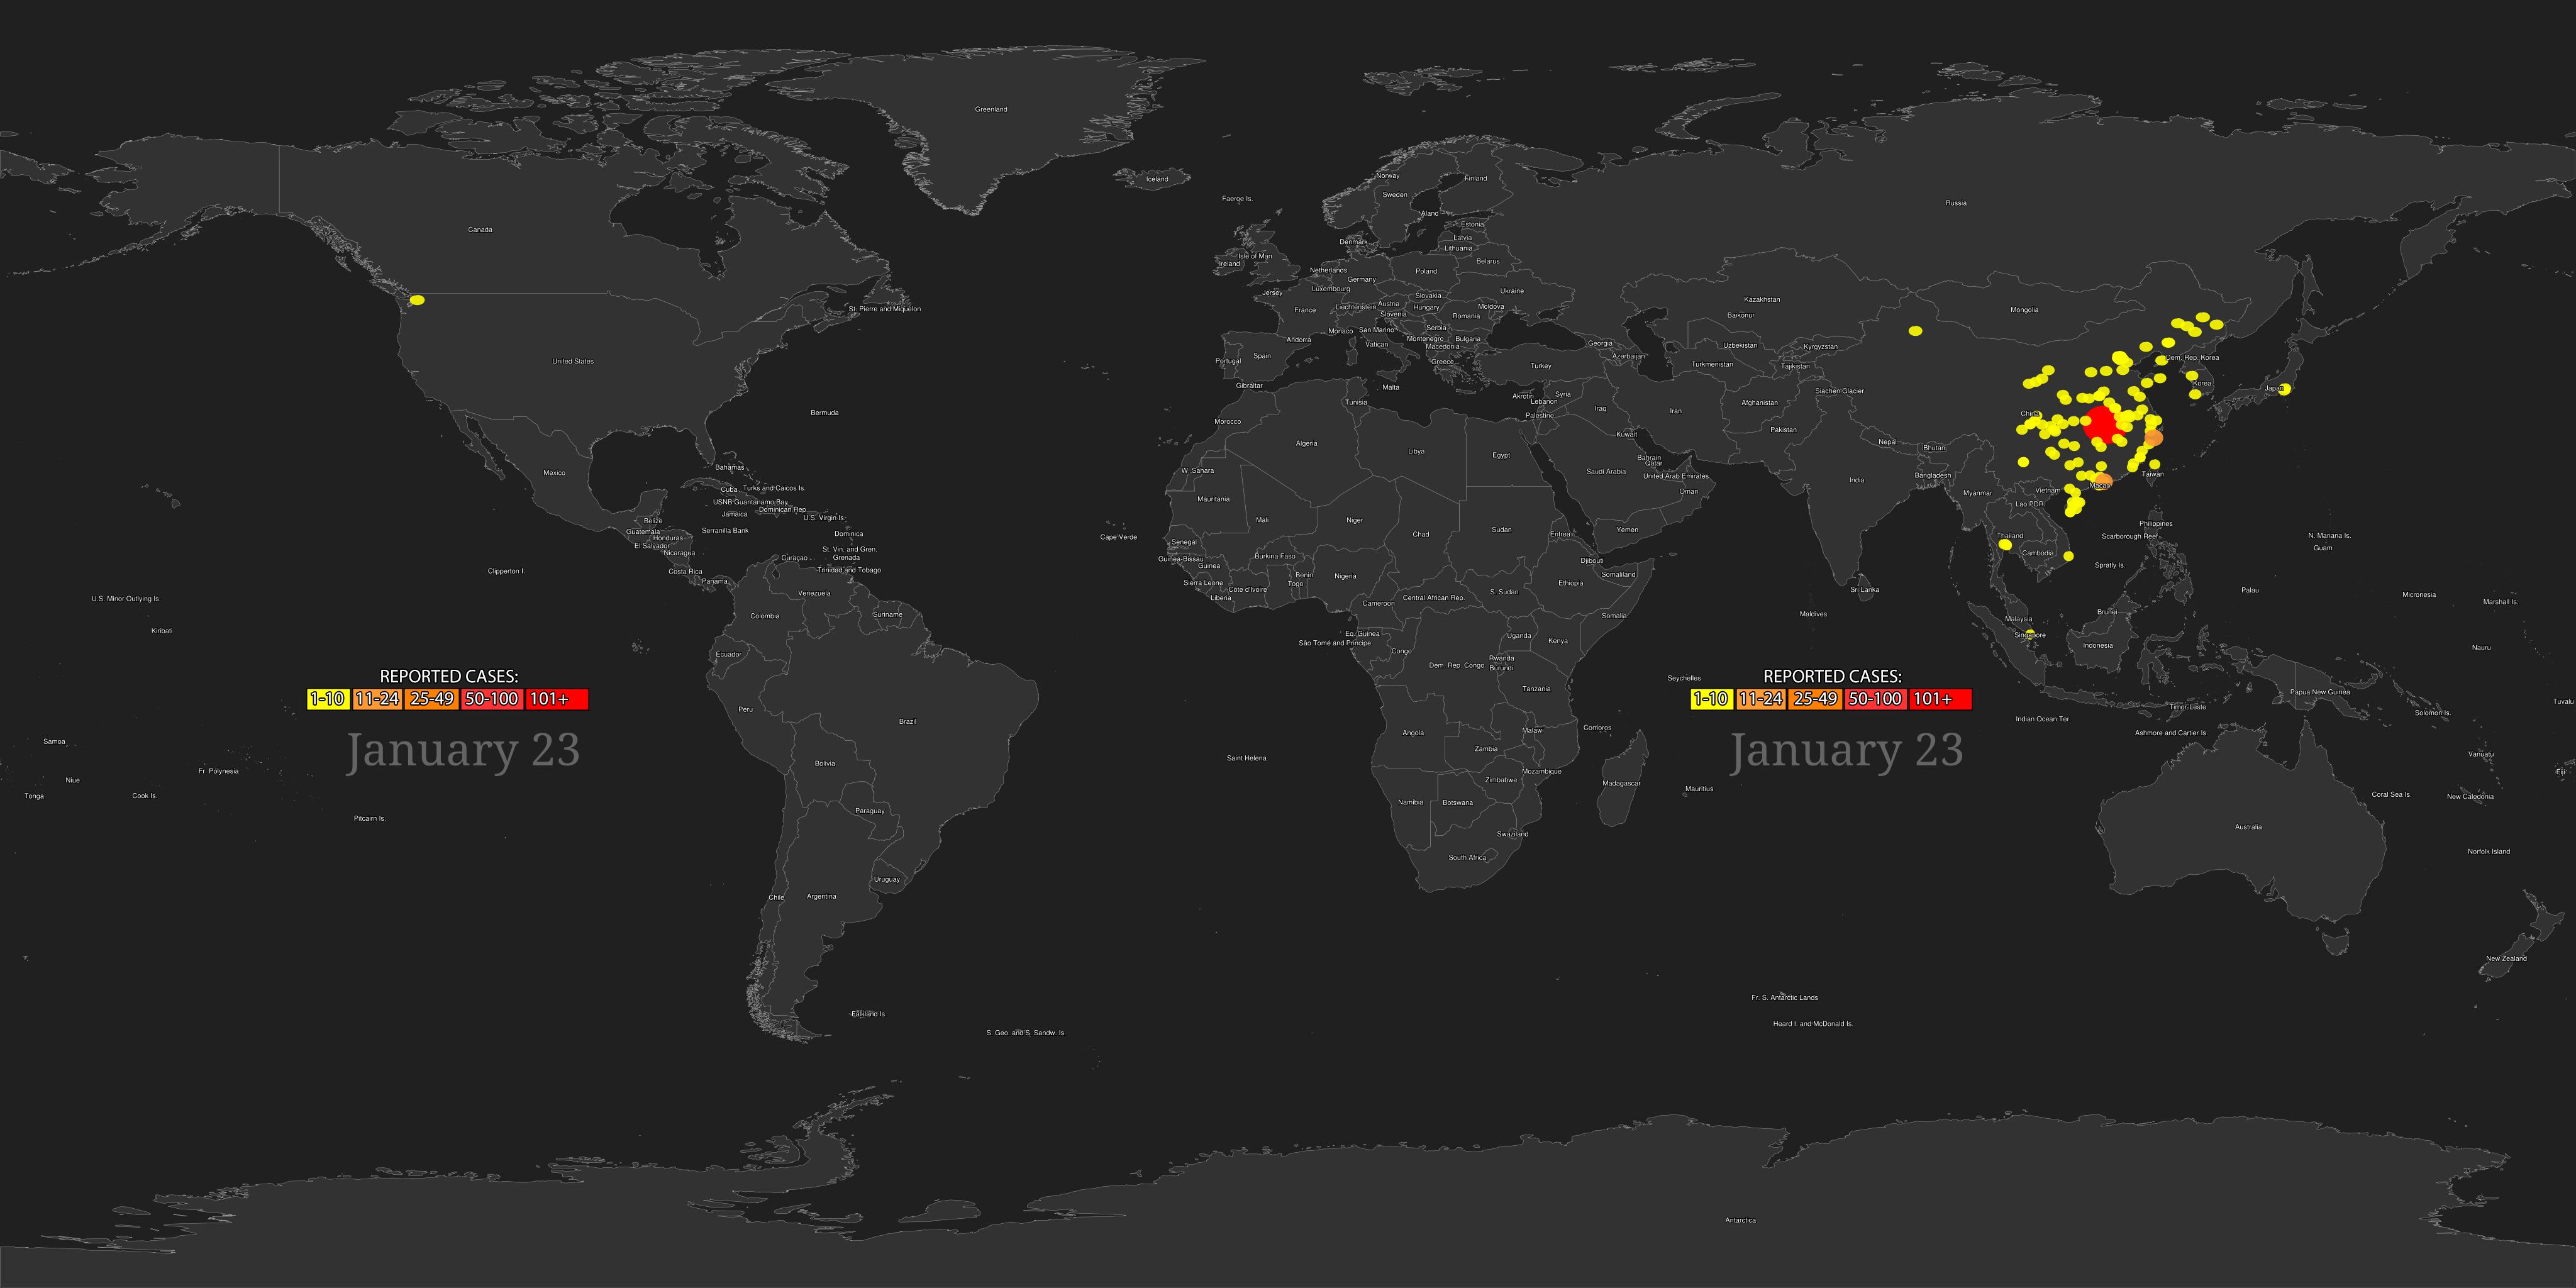 Greenland
Iceland
Faeroe Is.
Norway
Finland
Sweden
Aland
Estonia
Latvia
Lithuania
Denmark
Belarus
Russia
Canada
Isle of Man
Ireland
Netherlands
Poland
Germany
Luxembourg
Jersey
Ukraine
Slovakia
France
Liechtenstein
Austria
Hungary
Moldova
Slovenia
Romania
Kazakhstan
Baikonur
Mongolia
St. Pierre and Miquelon
Monaco
San Marino
Serbia
Andorra
Vatican
Montenegro
Bulgaria
Macedonia
Georgia
Uzbekistan
Kyrgyzstan
Portugal
Spain
Greece
Azerbaijan
Turkey
Turkmenistan
Tajikistan
Dem. Rep. Korea
Korea
Japan
United States
Gibraltar
Malta
Siachen Glacier
Tunisia
Akrotiri
Syria
Lebanon
Palestine
Iraq
Iran
Afghanistan
China
Bermuda
Morocco
Algeria
Libya
Egypt
Kuwait
Pakistan
Nepal
Bhutan
Mexico
Bahamas
W. Sahara
Bahrain
Qatar
Saudi Arabia
United Arab Emirates
Oman
India
Bangladesh
Taiwan
Macao
Cuba
Turks and Caicos Is.
USNB Guantanamo Bay
Dominican Rep.
Jamaica
U.S. Virgin Is.
Mauritania
Myanmar
Vietnam
Lao PDR
Belize
Guatemala
Honduras
El Salvador
Nicaragua
Serranilla Bank
Dominica
St. Vin. and Gren.
Grenada
Curaçao
Trinidad and Tobago
Cape Verde
Mali
Niger
Chad
Sudan
Eritrea
Yemen
Thailand
Cambodia
Philippines
Scarborough Reef
Spratly Is.
N. Mariana Is.
Guam
Senegal
Guinea-Bissau
Guinea
Burkina Faso
Sierra Leone
Liberia
Côte d'Ivoire
Togo
Benin
Nigeria
Djibouti
Somaliland
Ethiopia
Clipperton I.
Costa Rica
Panama
Venezuela
Suriname
Colombia
Cameroon
Central African Rep.
S. Sudan
Somalia
Sri Lanka
Maldives
Brunei
Malaysia
Singapore
Indonesia
Palau
Micronesia
Marshall Is.
U.S. Minor Outlying Is.
Kiribati
Ecuador
Eq. Guinea
São Tomé and Principe
Congo
Dem. Rep. Congo
Uganda
Kenya
Rwanda
Burundi
Nauru
Tanzania
Seychelles
Papua New Guinea
Timor-Leste
Solomon Is.
Tuvalu
REPORTED CASES:
1-10 11-24 25-49 50-100 101+
January 23
REPORTED CASES:
1-10 11-24 25-49 50-100 101+
January 23
Peru
Brazil
Angola
Comoros
Malawi
Zambia
Indian Ocean Ter.
Ashmore and Cartier Is.
Samoa
Niue
Tonga
Cook Is.
Fr. Polynesia
Pitcairn Is.
Bolivia
Saint Helena
Mozambique
Zimbabwe
Madagascar
Mauritius
Vanuatu
Fiji
Coral Sea Is.
New Caledonia
Paraguay
Namibia
Botswana
Swaziland
Australia
South Africa
Norfolk Island
Uruguay
Chile
Argentina
New Zealand
Falkland Is.
S. Geo. and S. Sandw. Is.
Fr. S. Antarctic Lands
Heard I. and McDonald Is.
Antarctica